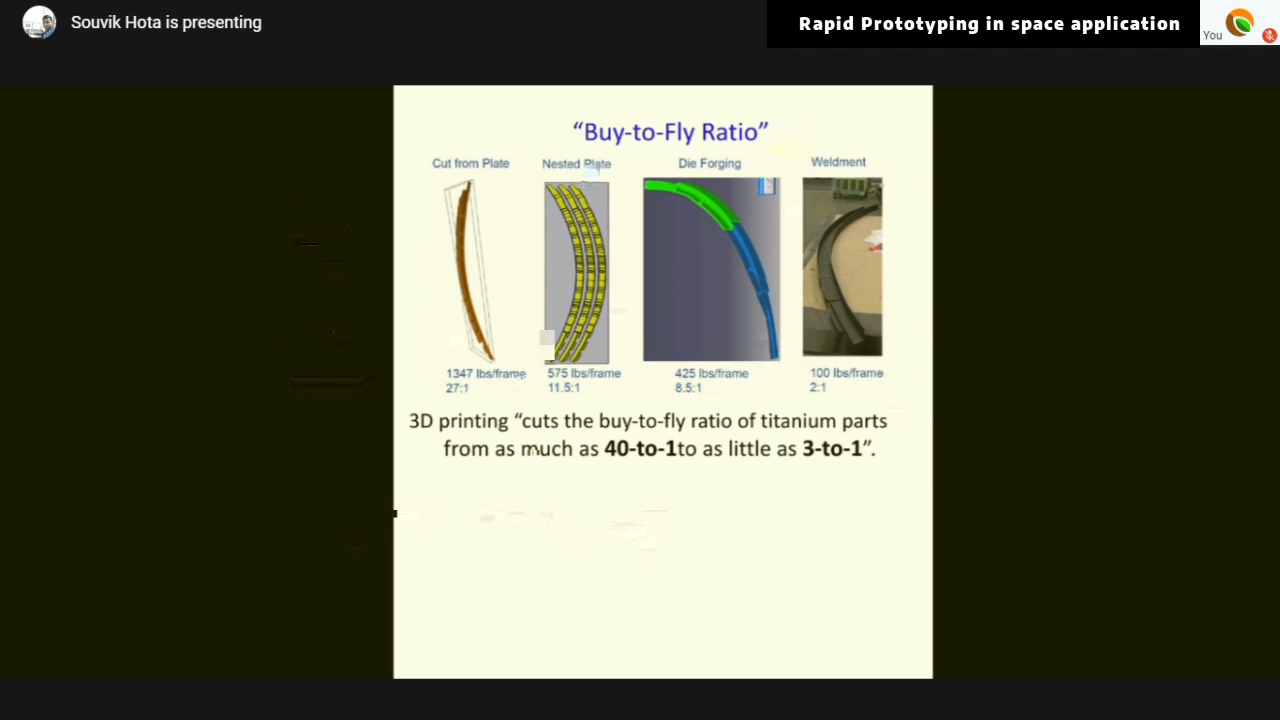 Souvik Hota is presenting
Rapid Prototyping in space application
You
“Buy-to-Fly Ratio”
Cut from Plate
Nested Plate
Die Forging
Weldment
1347 lbs/frame
27:1
575 lbs/frame
11.5:1
425 lbs/frame
8.5:1
100 lbs/frame
2:1
3D printing “cuts the buy-to-fly ratio of titanium parts
from as much as 40-to-1to as little as 3-to-1”.